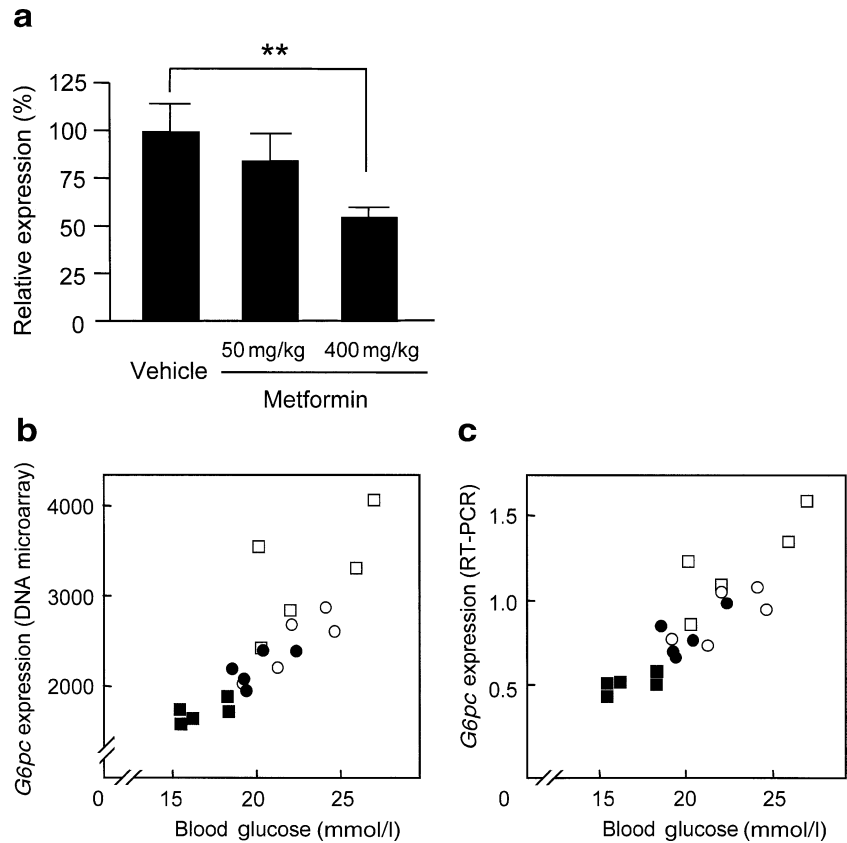 a
**
Relative expression (%)
125
100
75
50
25
0
Vehicle
50 mg/kg 400 mg/kg
Metformin
b
G6pc expression (DNA microarray)
4000
3000
2000
0
15 20 25
Blood glucose (mmol/l)
c
G6pc expression (RT-PCR)
1.5
1.0
0.5
0
15 20 25
Blood glucose (mmol/l)